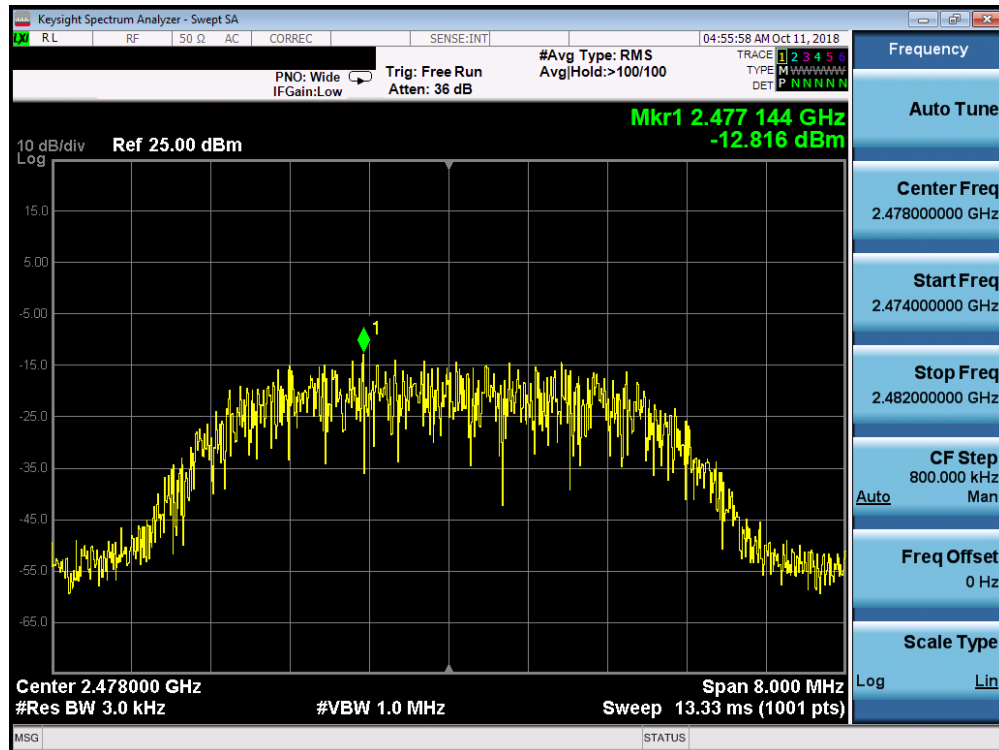 Keysight Spectrum Analyzer - Swept SA
LXI RL RF 50 Ω AC CORREC SENSE:INT 04:55:58 AM Oct 11, 2018
PNO: Wide
IFGain:Low
Trig: Free Run
Atten: 36 dB
#Avg Type: RMS
Avg|Hold:>100/100
TRACE 1 2 3 4 5 6
TYPE M WWWWW
DET P N N N N N
Mkr1 2.477 144 GHz
-12.816 dBm
10 dB/div Ref 25.00 dBm
Log
15.0
5.00
-5.00
-15.0
-25.0
-35.0
-45.0
-55.0
-65.0
1
Center 2.478000 GHz Span 8.000 MHz
#Res BW 3.0 kHz #VBW 1.0 MHz Sweep 13.33 ms (1001 pts)
MSG STATUS
Frequency
Auto Tune
Center Freq
2.478000000 GHz
Start Freq
2.474000000 GHz
Stop Freq
2.482000000 GHz
CF Step
800.000 kHz
Auto Man
Freq Offset
0 Hz
Scale Type
Log Lin